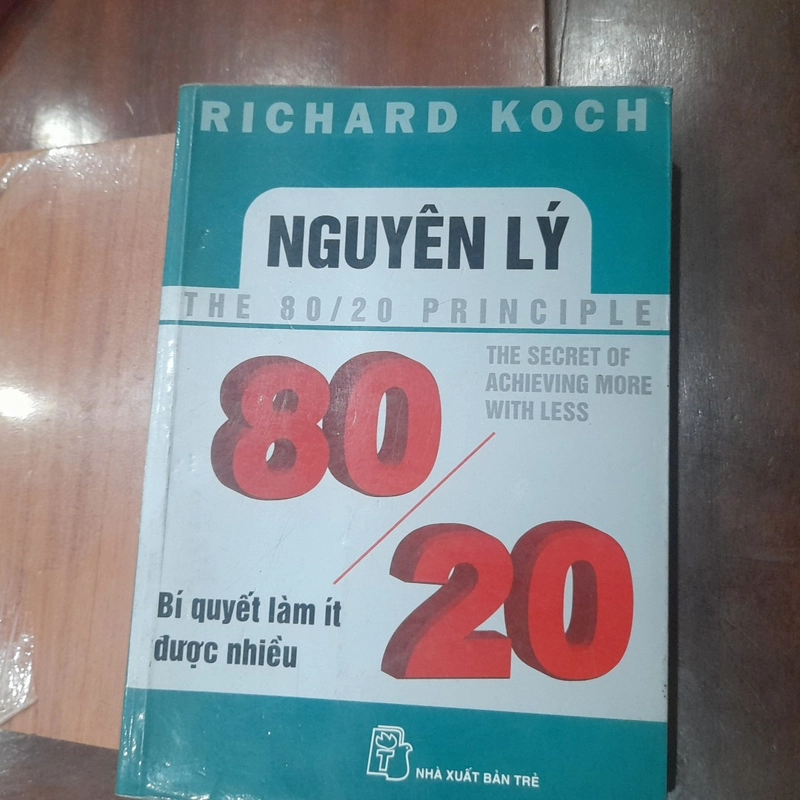 RICHARD KOCH
NGUYÊN LÝ
THE 80/20 PRINCIPLE
80/20
THE SECRET OF
ACHIEVING MORE
WITH LESS
Bí quyết làm ít
được nhiều
T
NHÀ XUẤT BẢN TRẺ